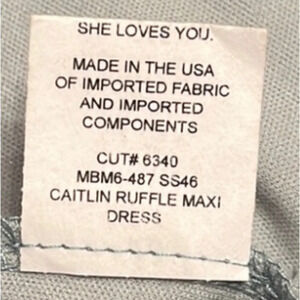 SHE LOVES YOU.
MADE IN THE USA
OF IMPORTED FABRIC
AND IMPORTED
COMPONENTS
CUT# 6340
MBM6-487 SS46
CAITLIN RUFFLE MAXI
DRESS